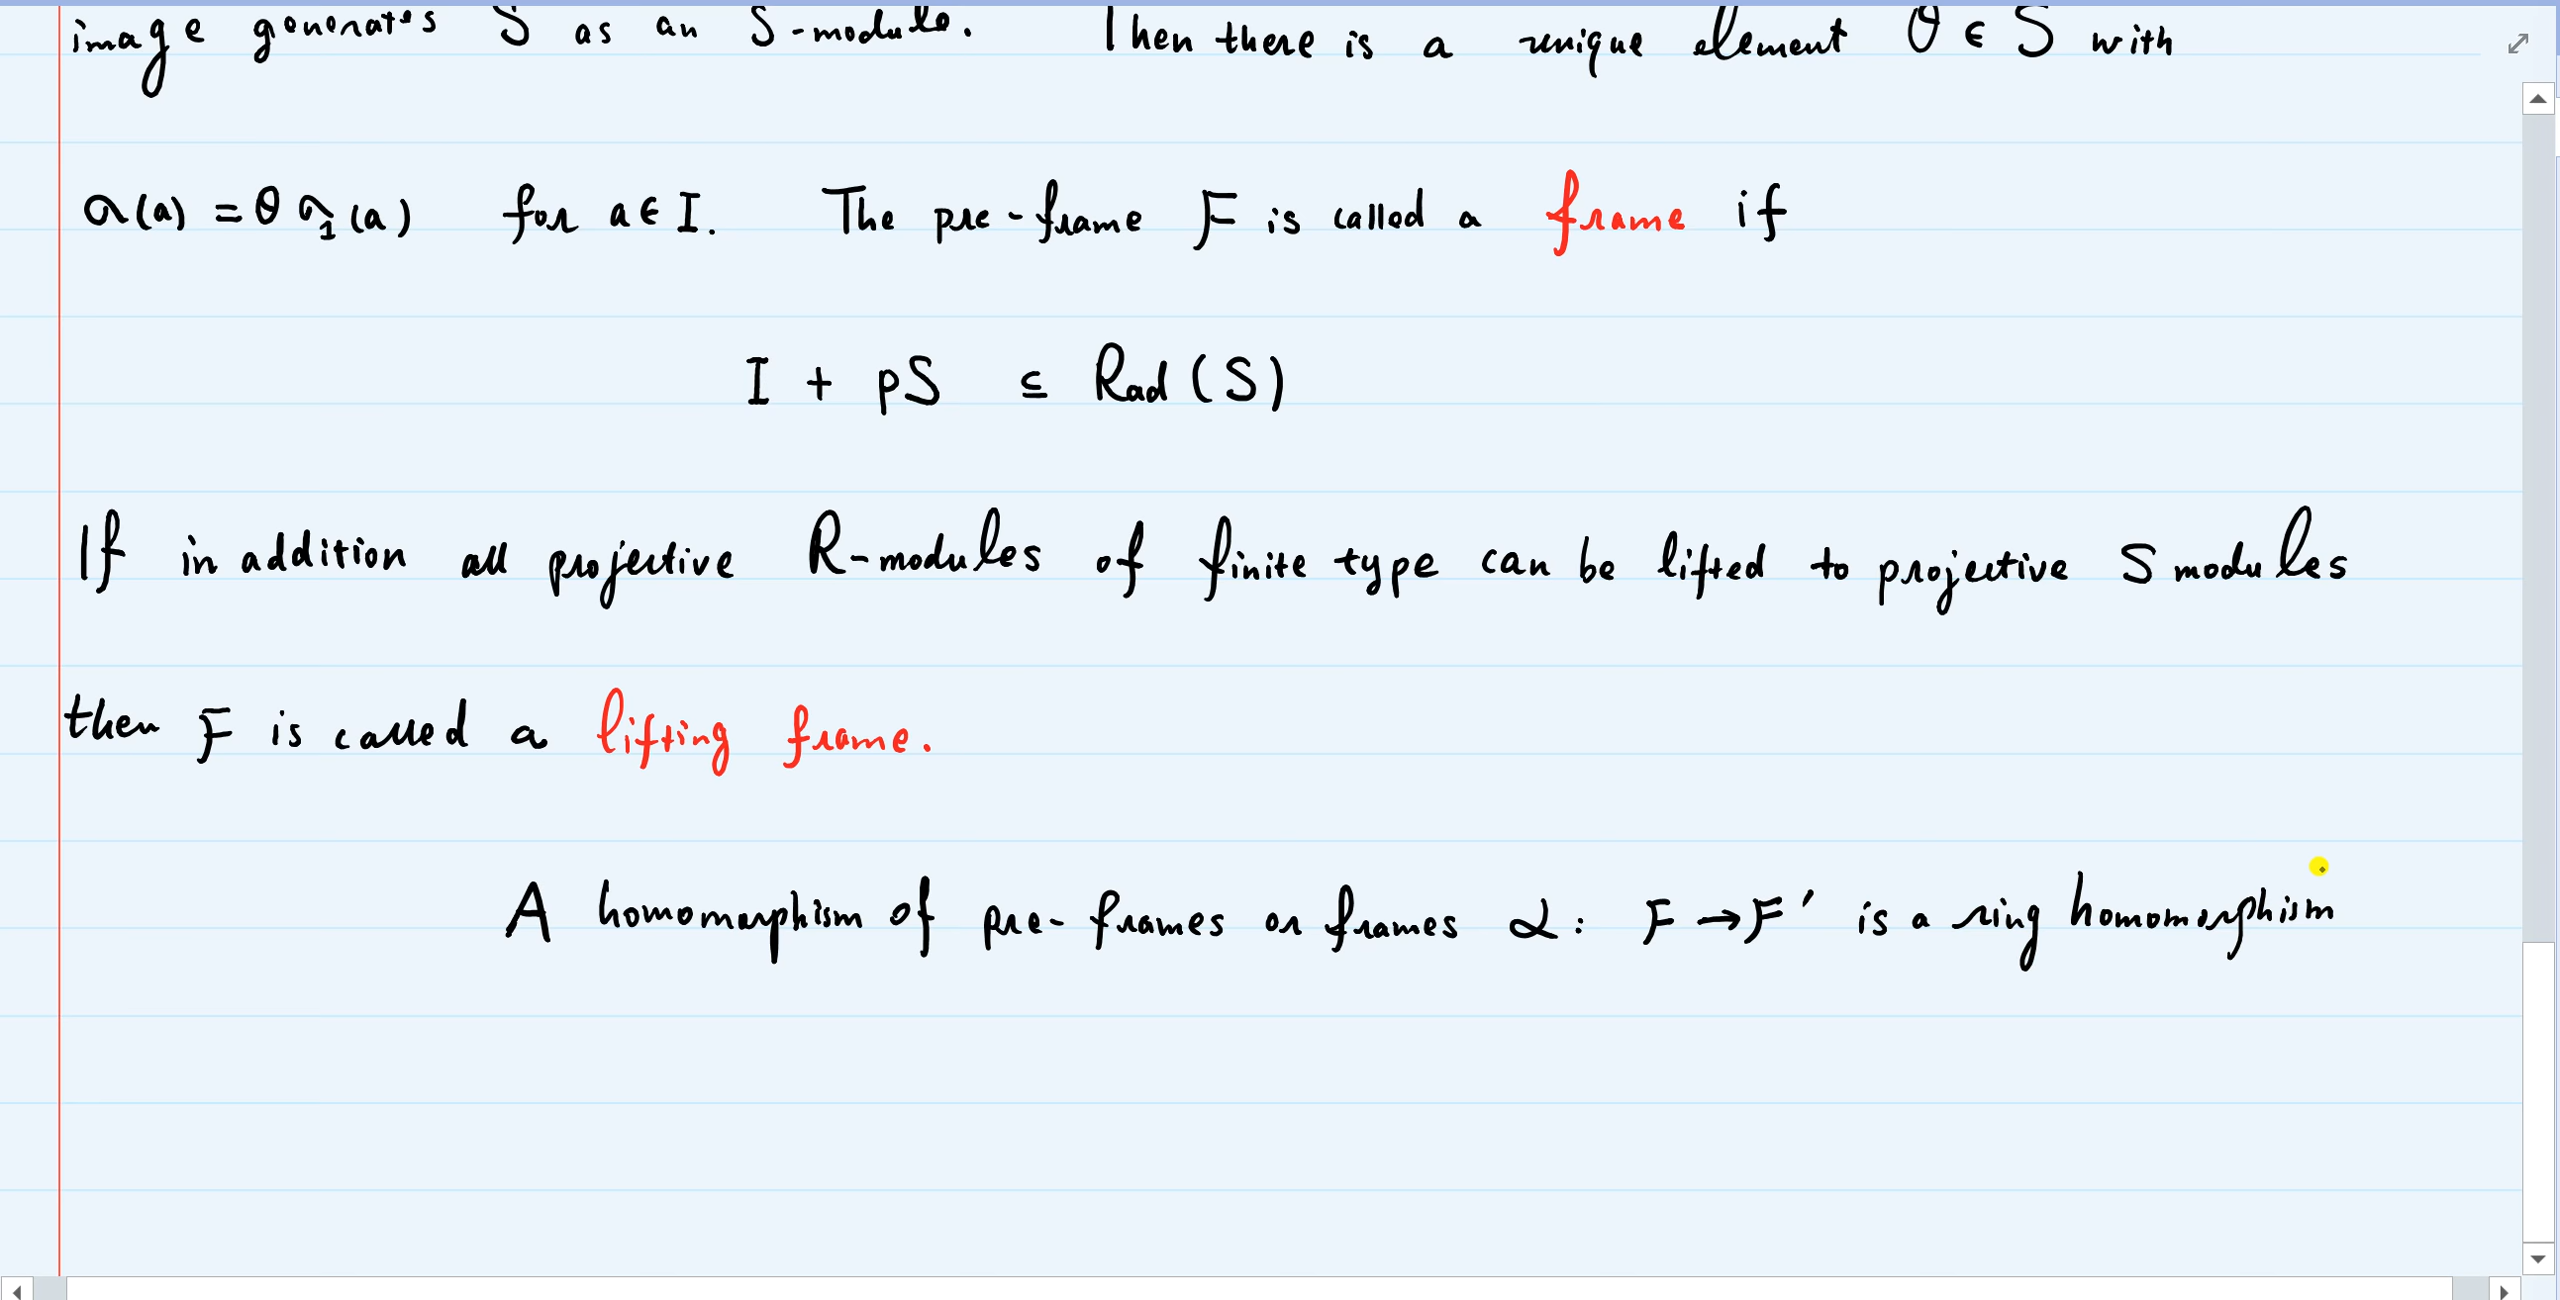 image generates S as an S-module. Then there is a unique element θ ∈ S with
σ(a) = θ σ₁(a) for a ∈ I. The pre-frame F is called a frame if
I + pS ⊆ Rad(S)
If in addition all projective R-modules of finite type can be lifted to projective S modules
then F is called a lifting frame.
A homomorphism of pre-frames or frames α: F → F′ is a ring homomorphism